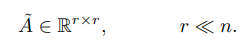 Ã ∈ ℝ^{r×r}, r ≪ n.